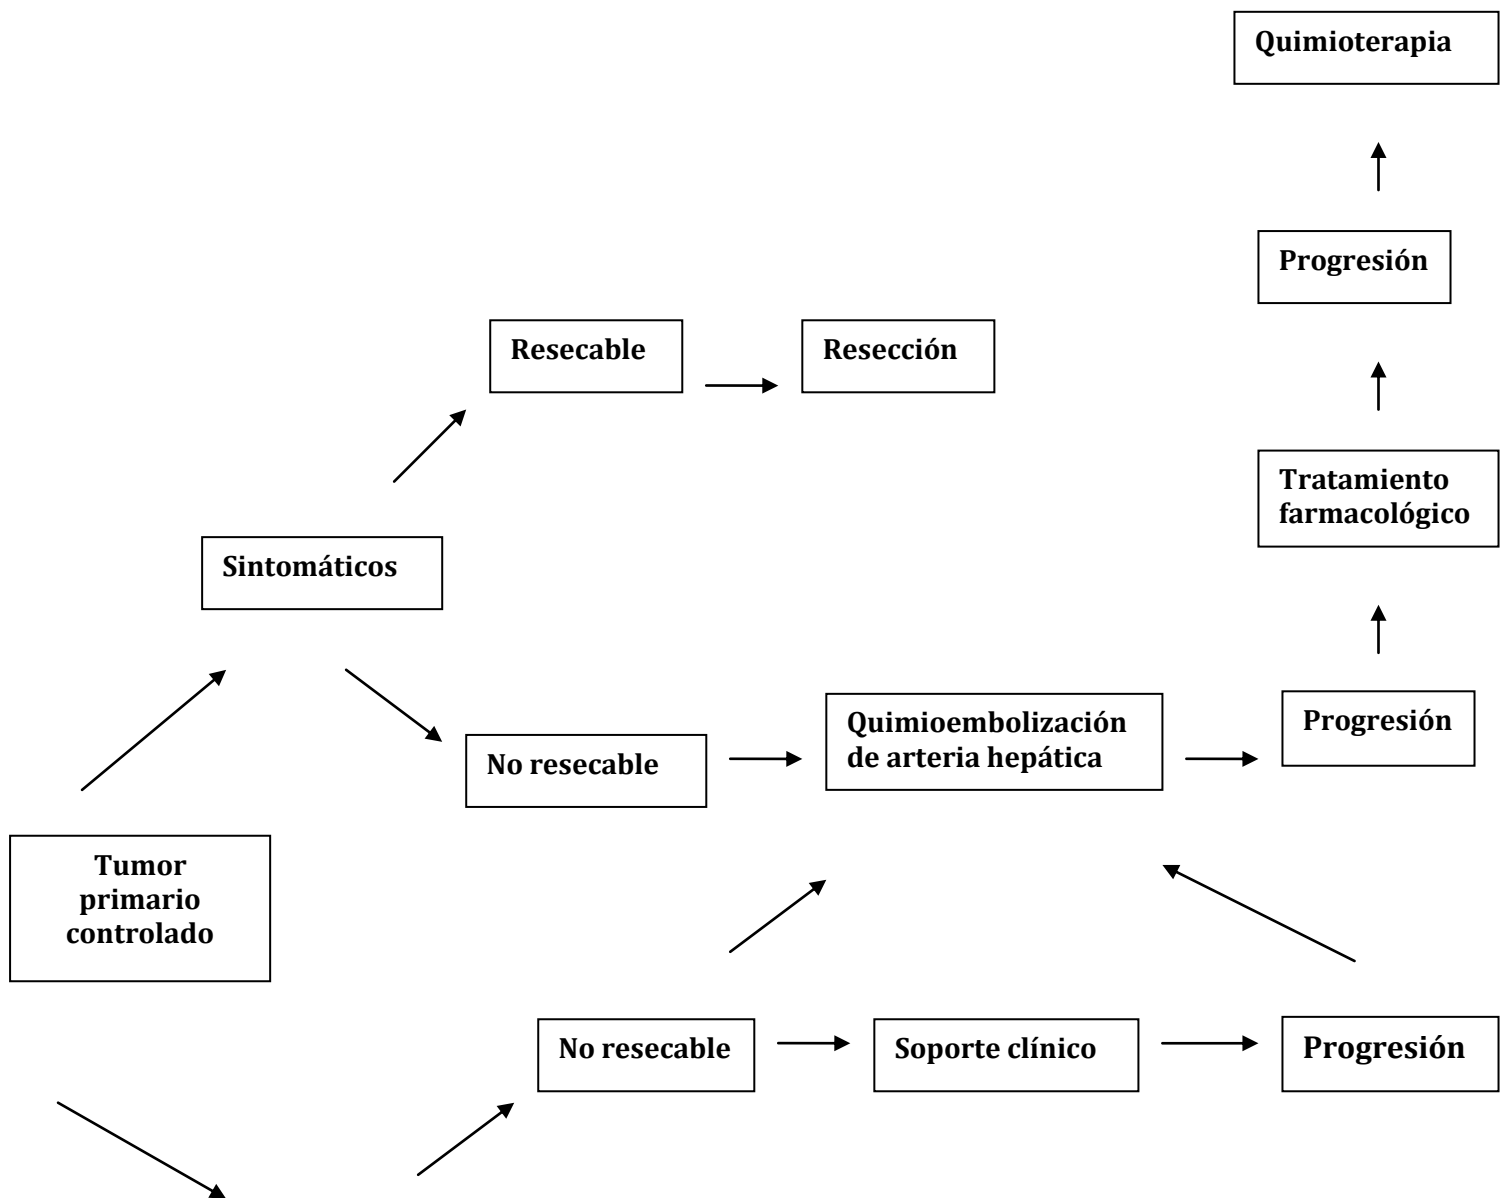 Quimioterapia
Progresión
Resecable
Resección
Tratamiento
farmacológico
Sintomáticos
Quimioembolización
de arteria hepática
Progresión
No resecable
Tumor
primario
controlado
No resecable
Soporte clínico
Progresión